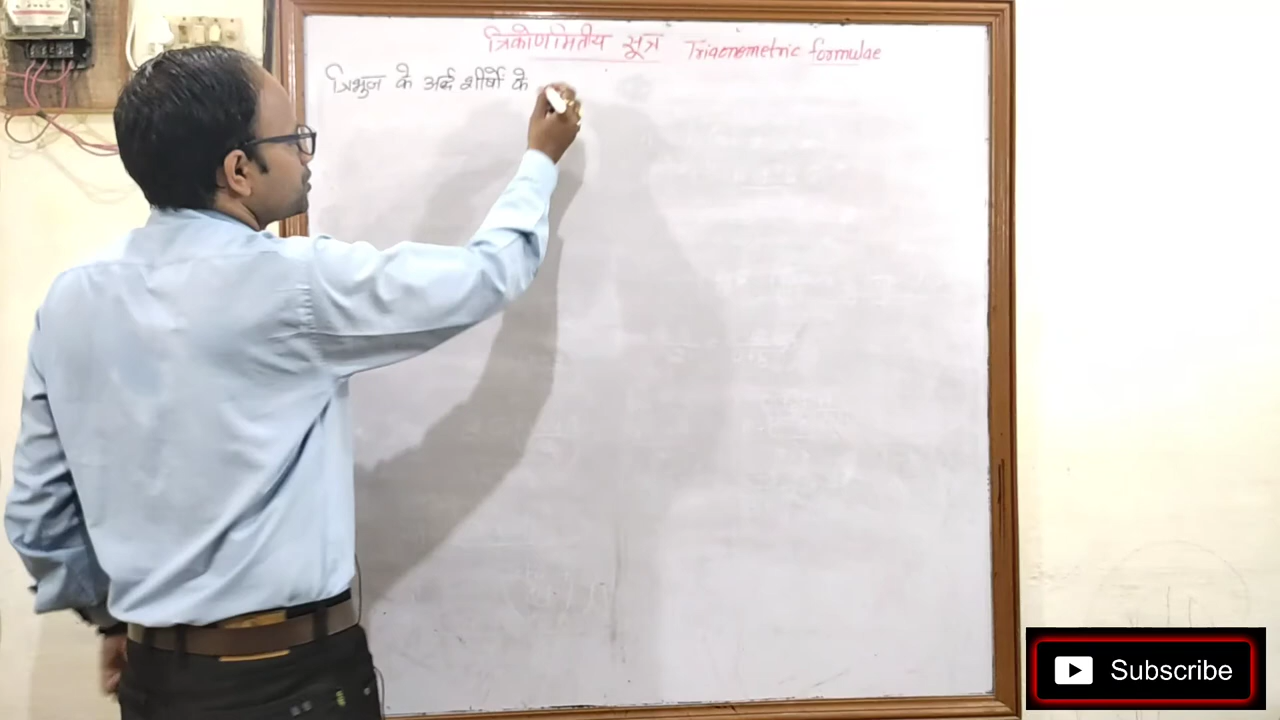 त्रिकोणमितीय सूत्र Trigonometric formulae
त्रिभुज के अर्द्ध शीर्षो के
Subscribe